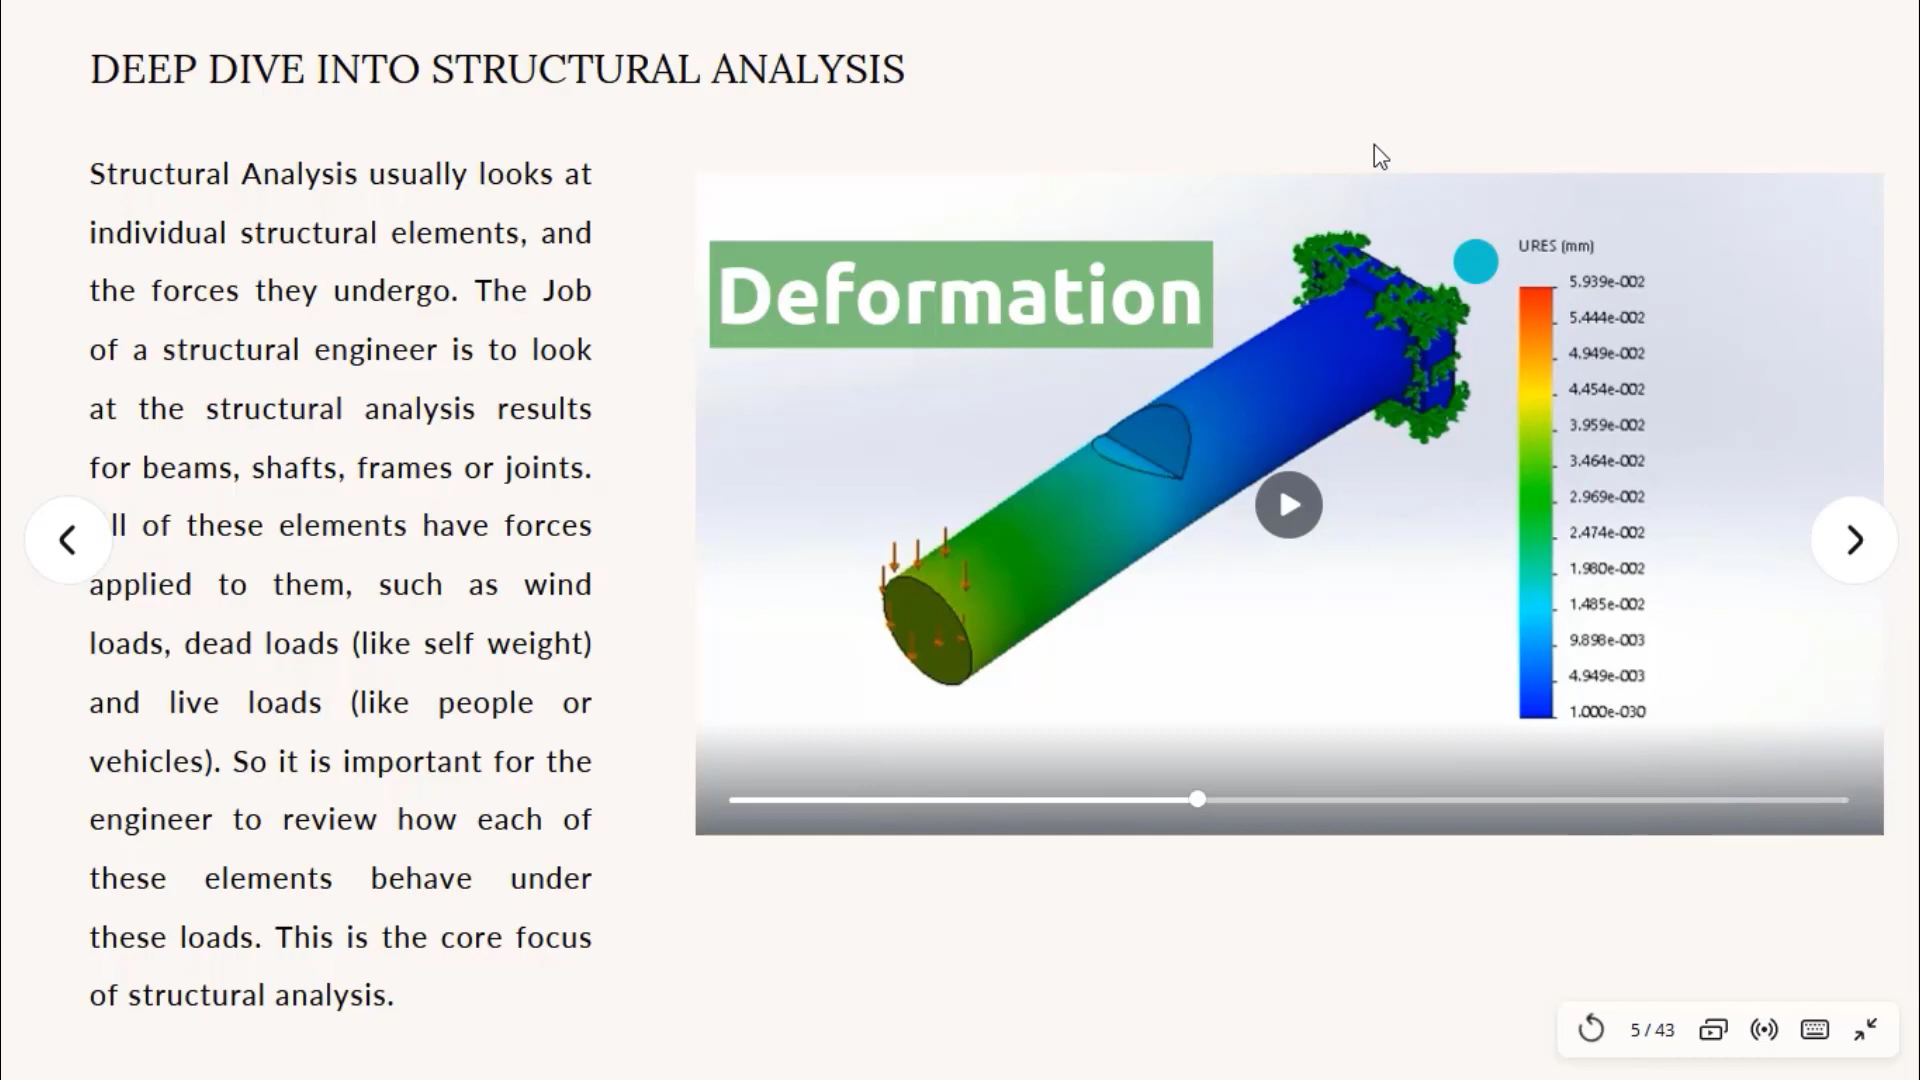 DEEP DIVE INTO STRUCTURAL ANALYSIS
Structural Analysis usually looks at
individual structural elements, and
the forces they undergo. The Job
of a structural engineer is to look
at the structural analysis results
for beams, shafts, frames or joints.
ll of these elements have forces
applied to them, such as wind
loads, dead loads (like self weight)
and live loads (like people or
vehicles). So it is important for the
engineer to review how each of
these elements behave under
these loads. This is the core focus
of structural analysis.
Deformation
URES (mm)
5.939e-002
5.444e-002
4.949e-002
4.454e-002
3.959e-002
3.464e-002
2.969e-002
2.474e-002
1.980e-002
1.485e-002
9.898e-003
4.949e-003
1.000e-030
5 / 43